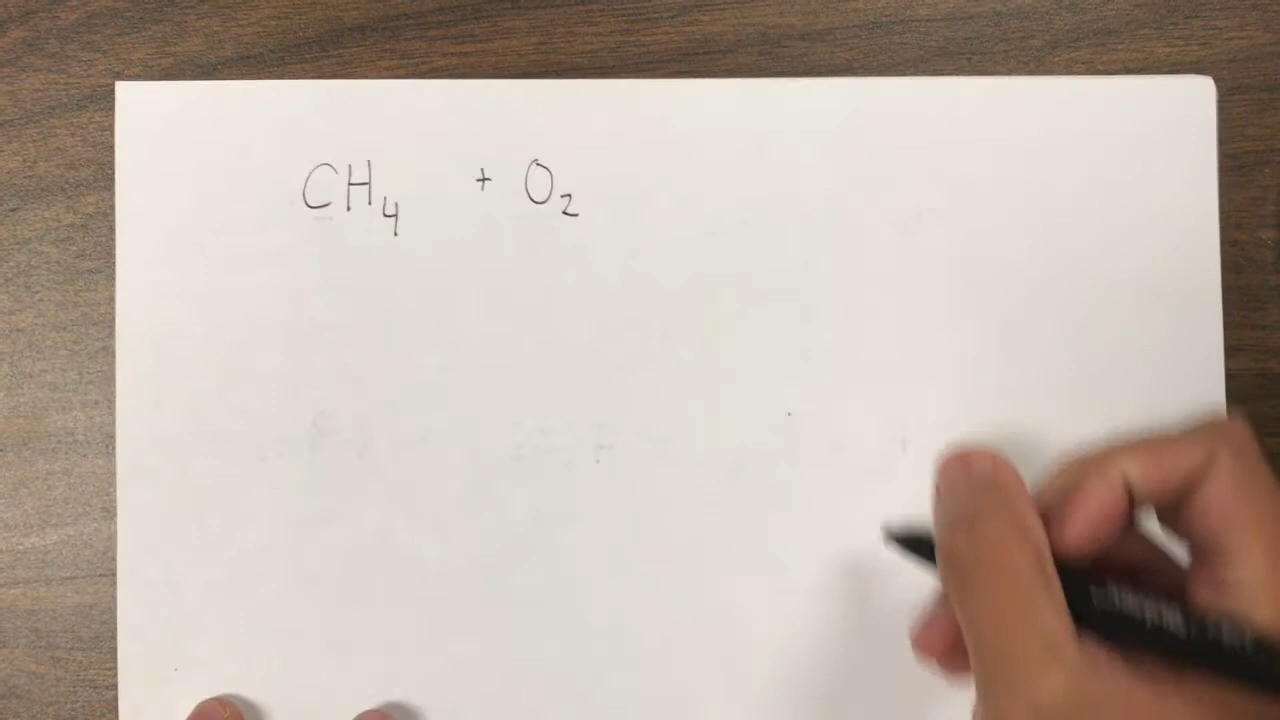 CH₄ + O₂